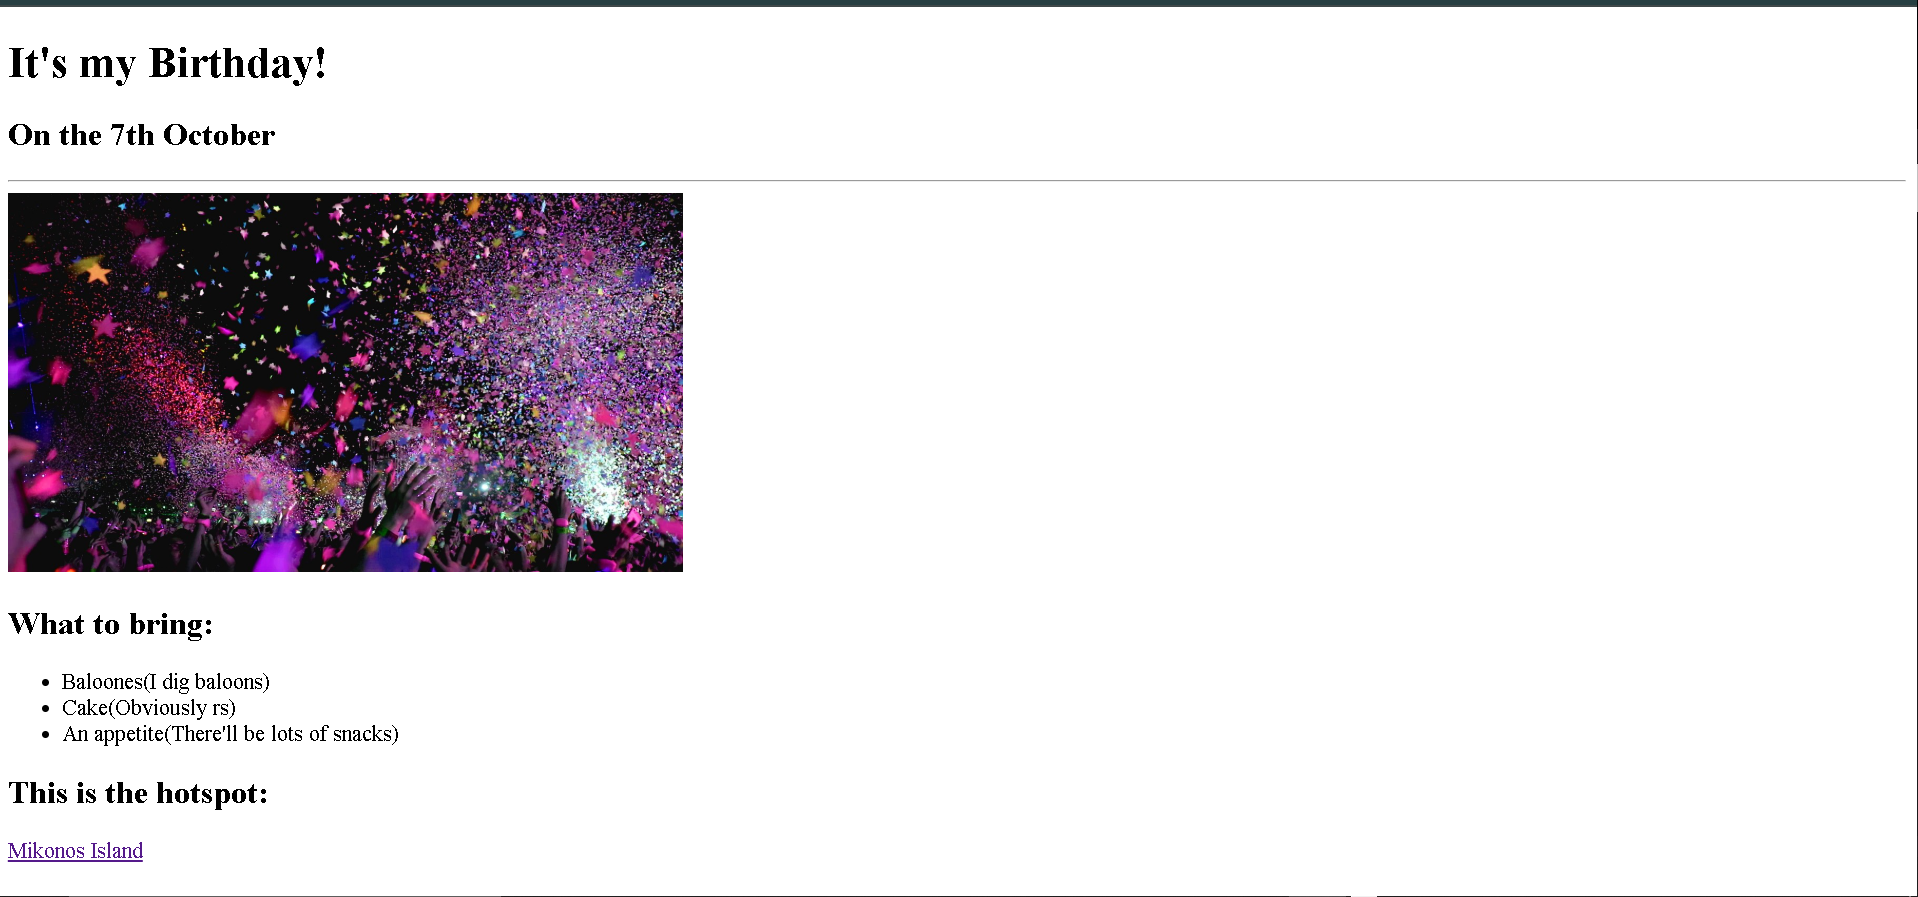 It's my Birthday!
On the 7th October
What to bring:
Baloones(I dig baloons)
Cake(Obviously rs)
An appetite(There'll be lots of snacks)
This is the hotspot:
Mikonos Island